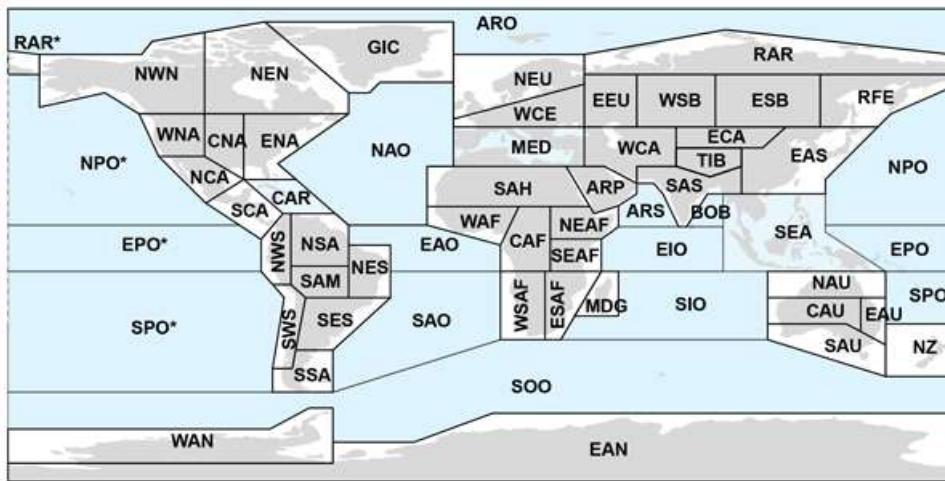 ARO
RAR*
GIC
RAR
NWN
NEN
NEU
EEU
WSB
ESB
RFE
WCE
WNA
CNA
ENA
MED
WCA
ECA
EAS
NPO*
NAO
TIB
NPO
NCA
CAR
SAH
ARP
SAS
SCA
WAF
NEAF
ARS
BOB
EPO*
NWS
NSA
EAO
CAF
SEAF
EIO
SEA
EPO
NES
SAM
NAU
SPO*
SWS
SES
SAO
WSAF
ESAF
MDG
SIO
CAU
EAU
SPO
SAU
NZ
SSA
SOO
WAN
EAN